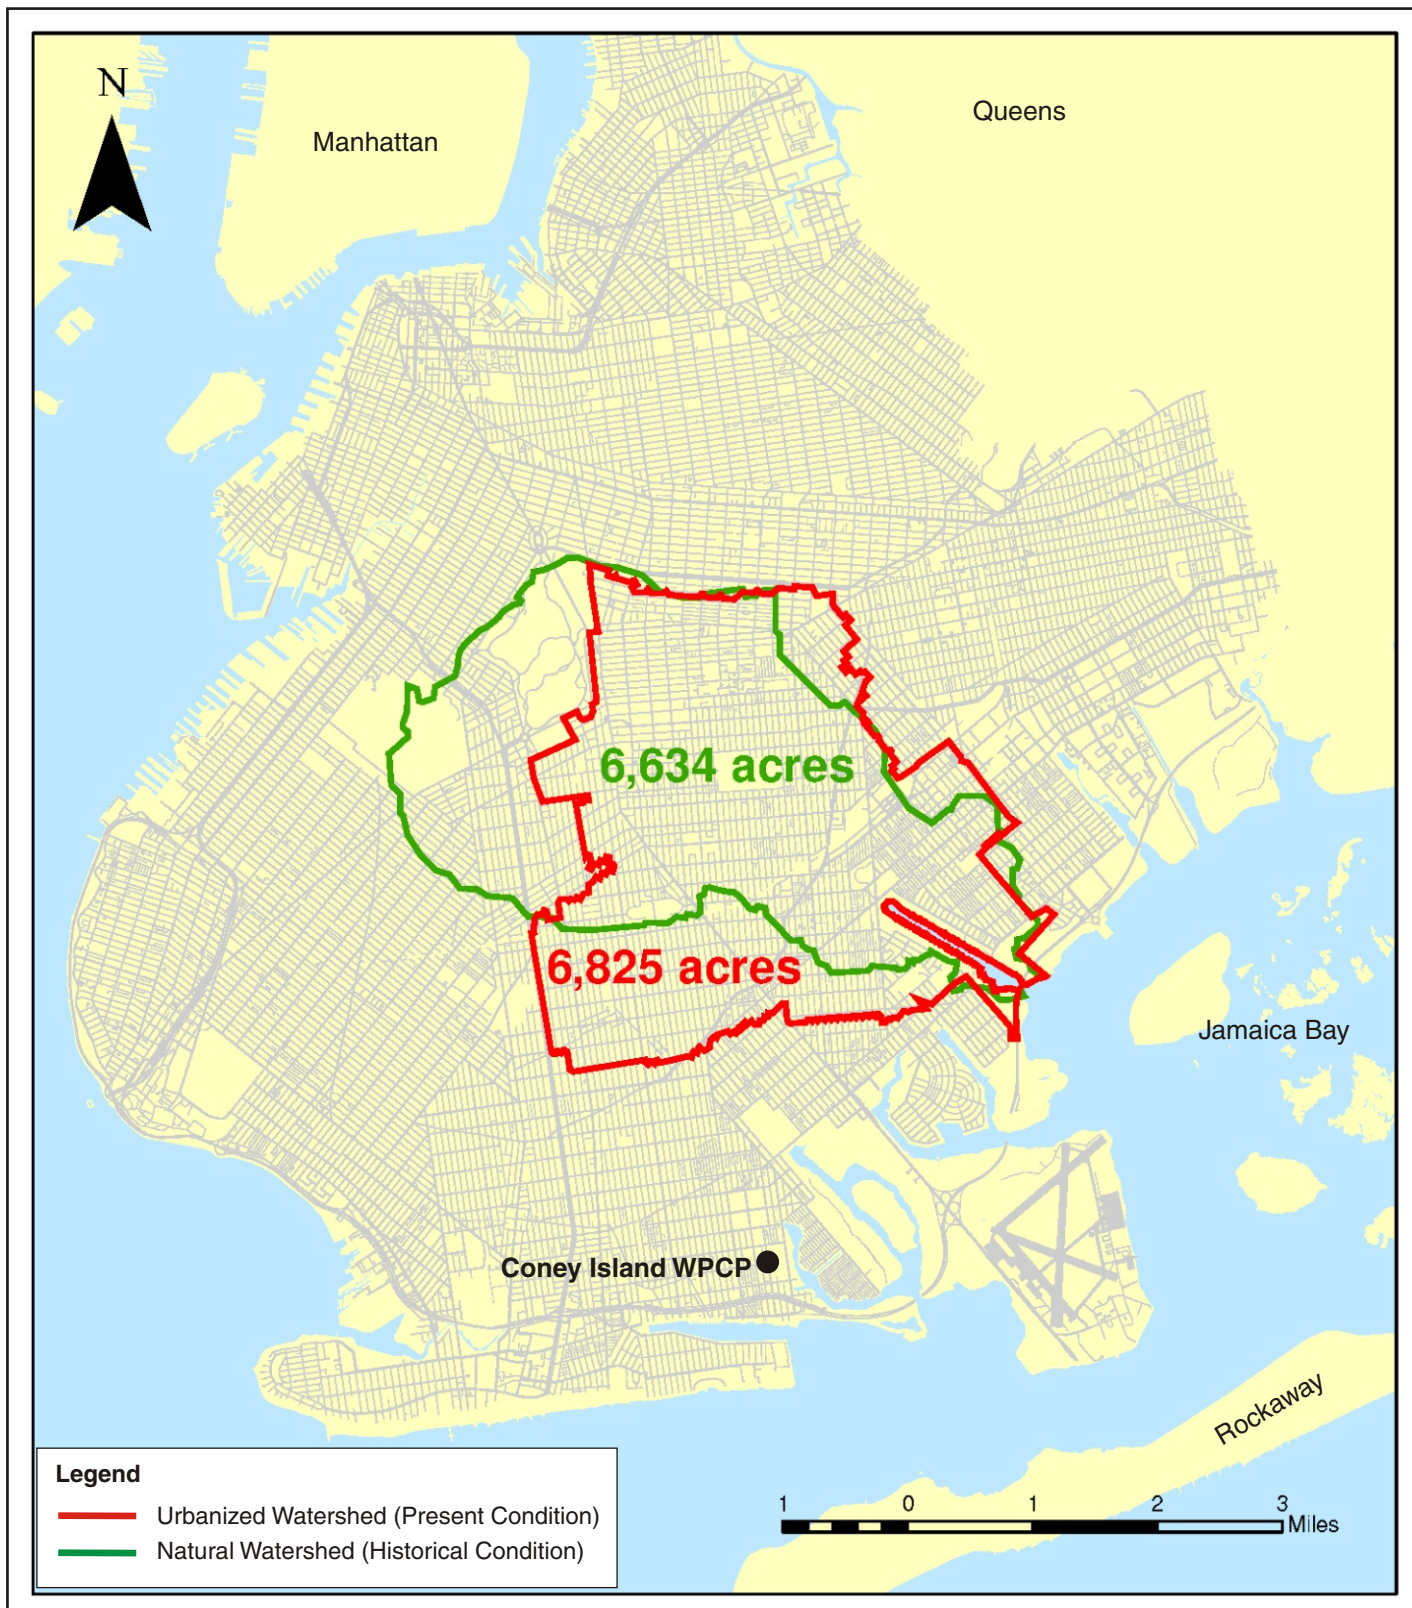 N
Manhattan
Queens
6,634 acres
6,825 acres
Jamaica Bay
Coney Island WPCP
Rockaway
Legend
Urbanized Watershed (Present Condition)
Natural Watershed (Historical Condition)
1 0 1 2 3
Miles